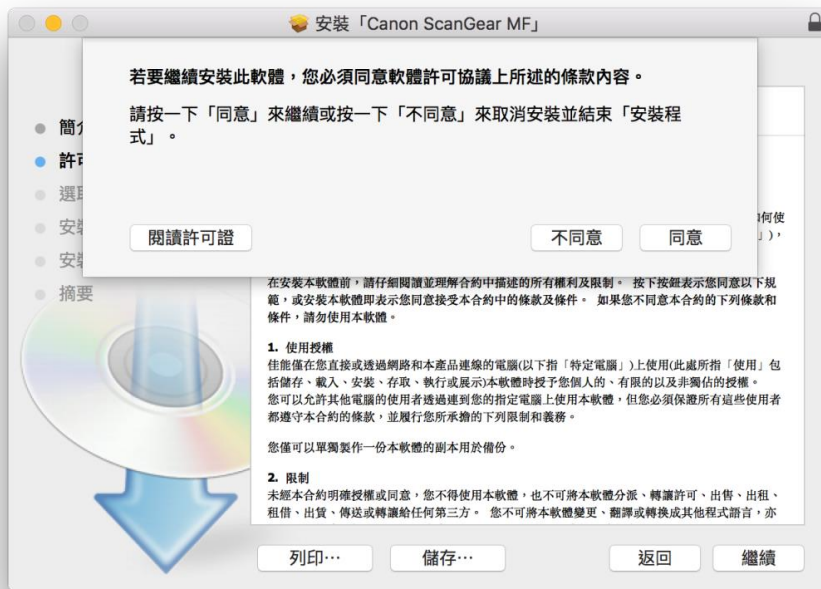 安裝「Canon ScanGear MF」
若要繼續安裝此軟體，您必須同意軟體許可協議上所述的條款內容。
請按一下「同意」來繼續或按一下「不同意」來取消安裝並結束「安裝程
式」。
閱讀許可證
不同意
同意
簡
許
選
安
安
摘要
何使
」)，
在安裝本軟體前，請仔細閱讀並理解合約中描述的所有權利及限制。 按下按鈕表示您同意以下規
範，或安裝本軟體即表示您同意接受本合約中的條款及條件。 如果您不同意本合約的下列條款和
條件，請勿使用本軟體。
1. 使用授權
佳能僅在您直接或透過網路和本產品連線的電腦(以下指「特定電腦」)上使用(此處所指「使用」包
括儲存、載入、安裝、存取、執行或展示)本軟體時授予您個人的、有限的以及非獨佔的授權。
您可以允許其他電腦的使用者透過連到您的指定電腦上使用本軟體，但您必須保證所有這些使用者
都遵守本合約的條款，並履行您所承擔的下列限制和義務。
您僅可以單獨製作一份本軟體的副本用於備份。
2. 限制
未經本合約明確授權或同意，您不得使用本軟體，也不可將本軟體分派、轉讓許可、出售、出租、
租借、出賃、傳送或轉讓給任何第三方。 您不可將本軟體變更、翻譯或轉換成其他程式語言，亦
列印⋯
儲存⋯
返回
繼續